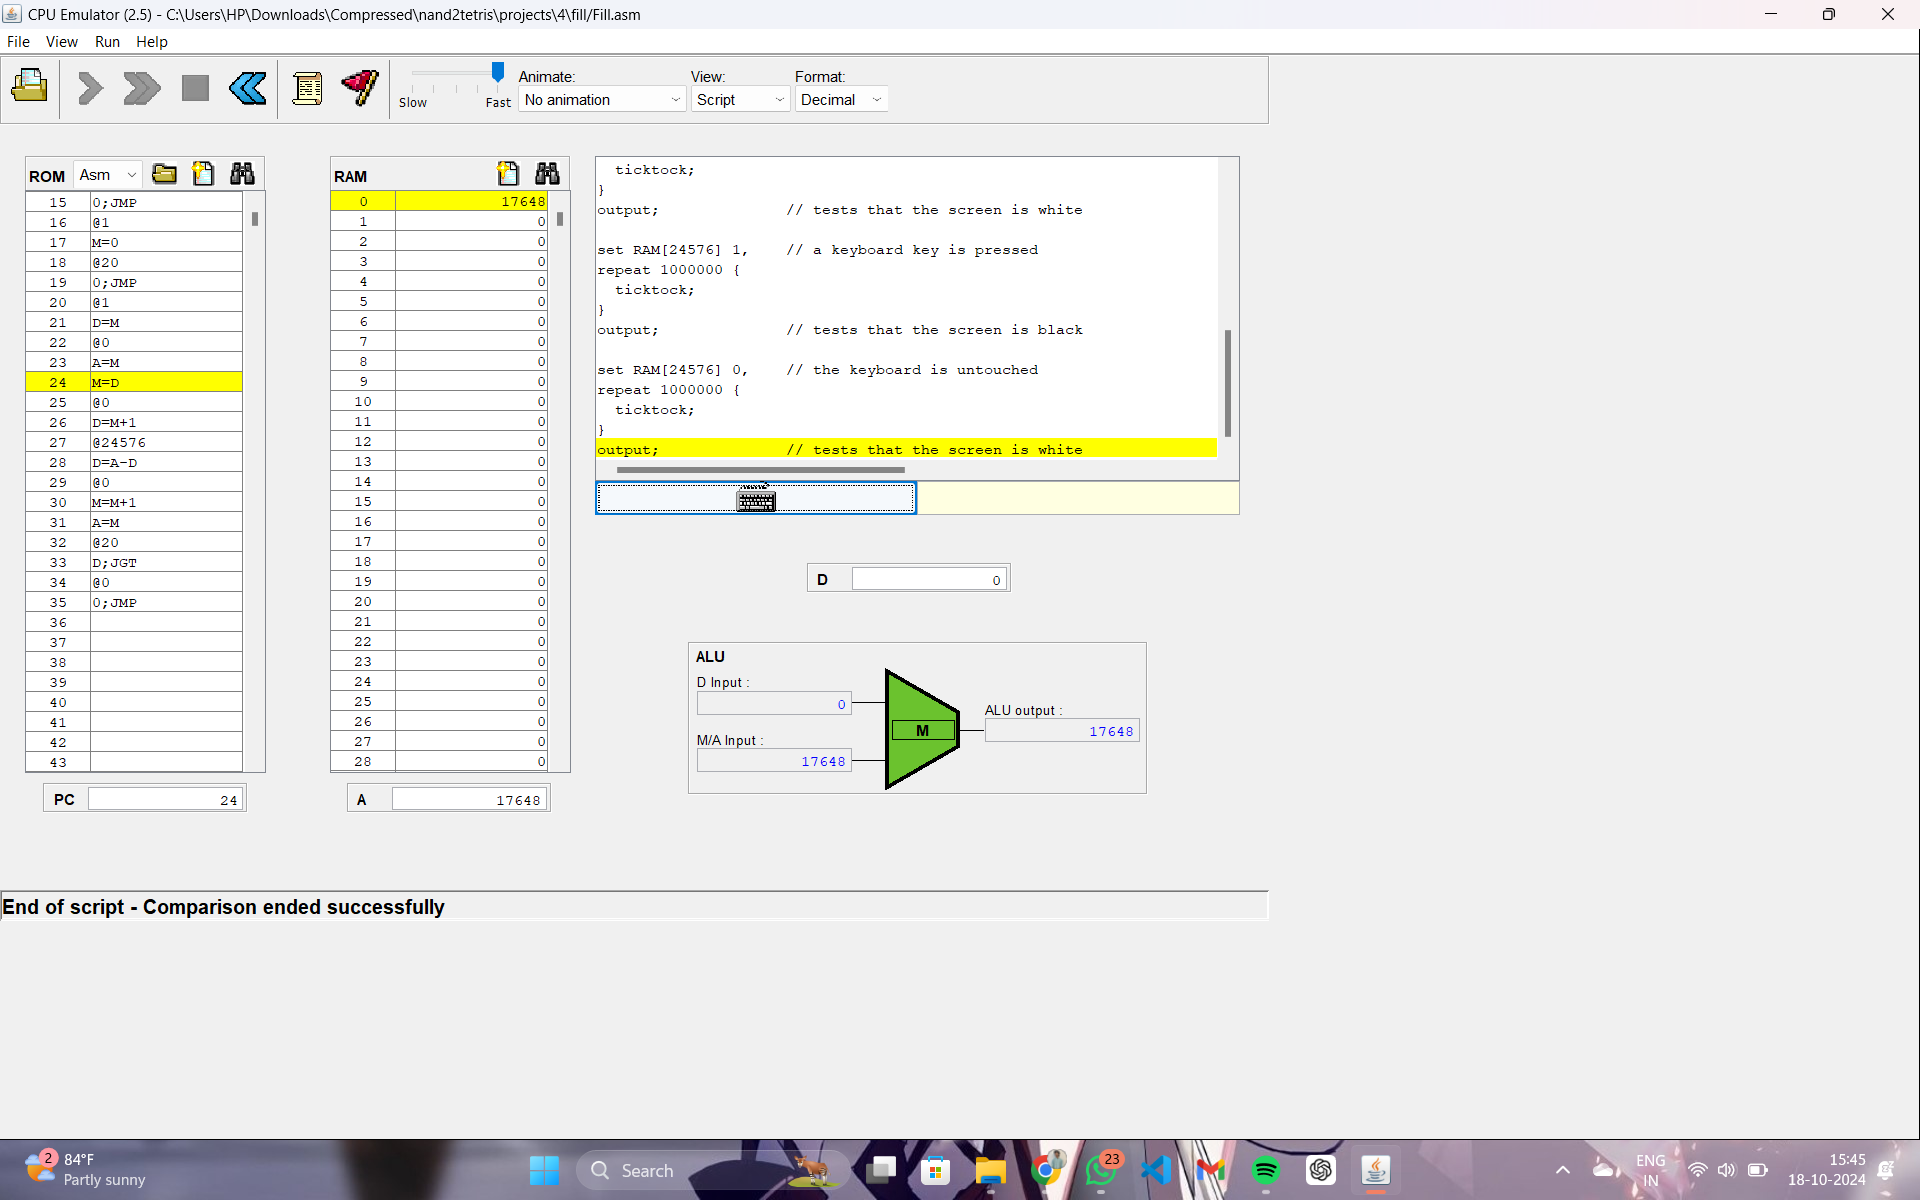 CPU Emulator (2.5) - C:\Users\HP\Downloads\Compressed\nand2tetris\projects\4\fill/Fill.asm
File View Run Help
Slow Fast
Animate:
No animation
View:
Script
Format:
Decimal
ROM Asm
15 0;JMP
16 @1
17 M=0
18 @20
19 0;JMP
20 @1
21 D=M
22 @0
23 A=M
24 M=D
25 @0
26 D=M+1
27 @24576
28 D=A-D
29 @0
30 M=M+1
31 A=M
32 @20
33 D;JGT
34 @0
35 0;JMP
36
37
38
39
40
41
42
43
PC 24
RAM
0 17648
1 0
2 0
3 0
4 0
5 0
6 0
7 0
8 0
9 0
10 0
11 0
12 0
13 0
14 0
15 0
16 0
17 0
18 0
19 0
20 0
21 0
22 0
23 0
24 0
25 0
26 0
27 0
28 0
A 17648
ticktock;
}
output; // tests that the screen is white
set RAM[24576] 1, // a keyboard key is pressed
repeat 1000000 {
ticktock;
}
output; // tests that the screen is black
set RAM[24576] 0, // the keyboard is untouched
repeat 1000000 {
ticktock;
}
output; // tests that the screen is white
D 0
ALU
D Input :
0
M/A Input :
17648
M
ALU output :
17648
End of script - Comparison ended successfully
2
84°F
Partly sunny
Search
23
ENG
IN
15:45
18-10-2024